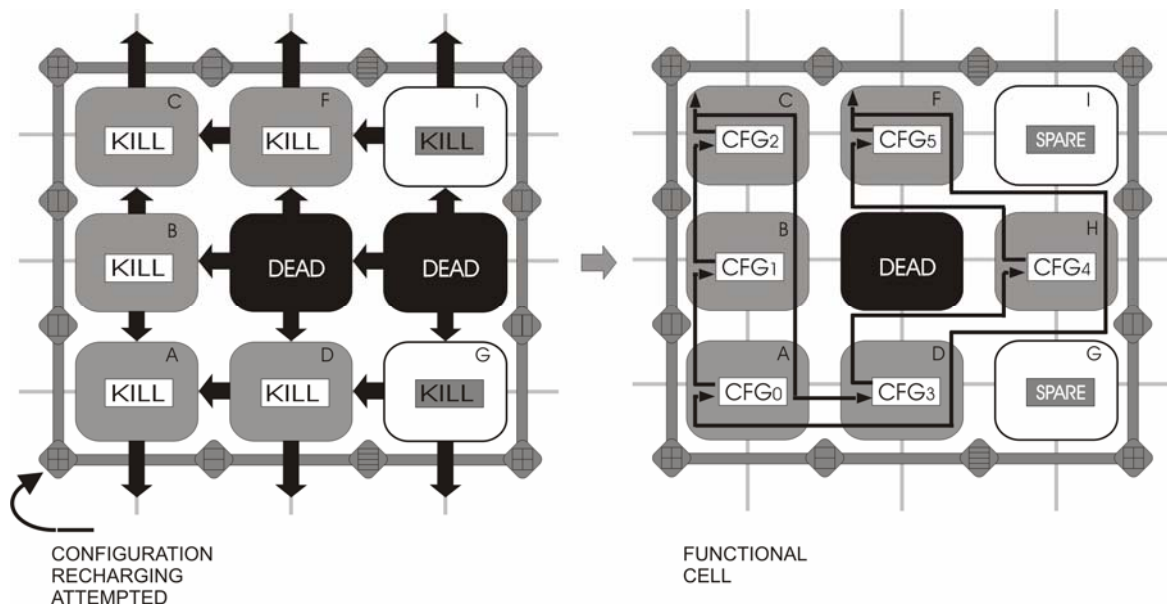 C
KILL
F
KILL
I
KILL
B
KILL
DEAD
DEAD
A
KILL
D
KILL
G
KILL
CONFIGURATION
RECHARGING
ATTEMPTED
C
CFG2
F
CFG5
I
SPARE
B
CFG1
DEAD
H
CFG4
A
CFG0
D
CFG3
G
SPARE
FUNCTIONAL
CELL